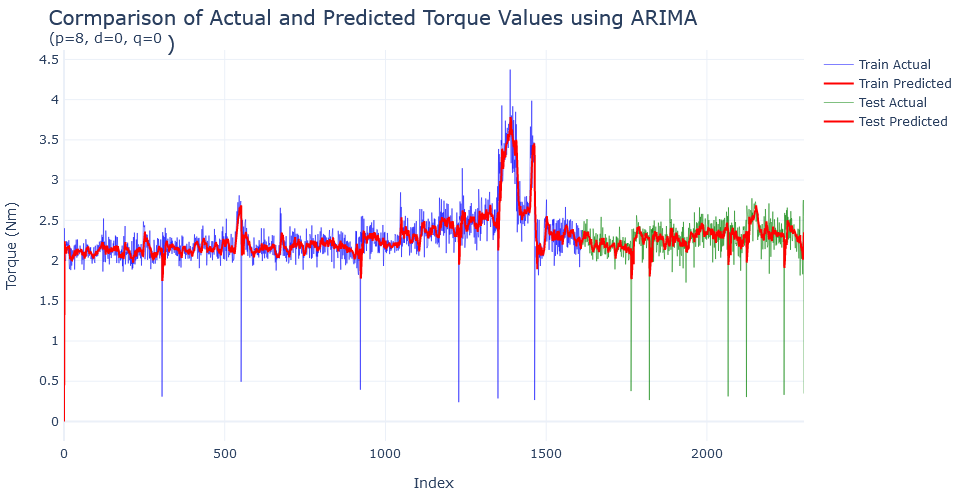 Cormparison of Actual and Predicted Torque Values using ARIMA
(p=8, d=0, q=0 )
Train Actual
Train Predicted
Test Actual
Test Predicted
Torque (Nm)
4.5
4
3.5
3
2.5
2
1.5
1
0.5
0
0
500
1000
1500
2000
Index